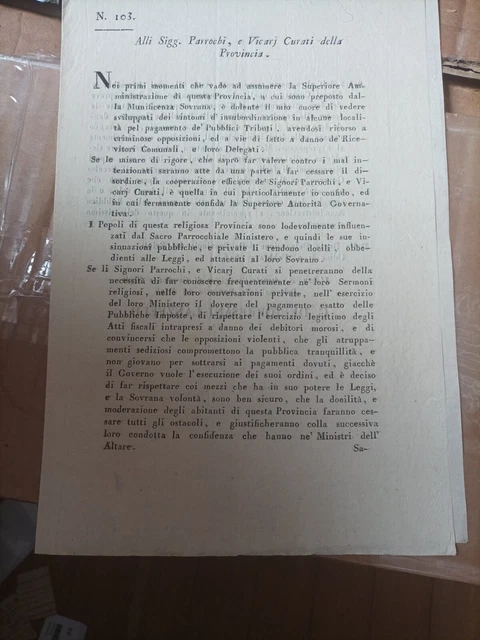 N. 103.
Alli Sigg. Parrochi, e Vicarj Curati della
Provincia.
Nei primi momenti che vado ad assumere la Superiore Am-
ministrazione di questa Provincia, a cui sono preposto dal-
la Munificenza Sovrana, è dolente il mio cuore di vedere
sviluppati dei sintomi d'insubordinazione in alcune locali-
tà pel pagamento de' Pubblici Tributi, avendosi ricorso a
criminose opposizioni, ed a vie di fatto a danno de' Rice-
vitori Comunali, e loro Delegati.
Se le misure di rigore, che saprò far valere contro i mal in-
tenzionati saranno atte da una parte a far cessare il di-
sordine, la cooperazione efficace de' Signori Parrochi, e Vi-
carj Curati, è quella in cui particolarmente io confido, ed
in cui fermamente confida la Superiore Autorità Governa-
tiva.
I Popoli di questa religiosa Provincia sono lodevolmente influen-
zati dal Sacro Parrocchiale Ministero, e quindi le sue in-
sinuazioni pubbliche, e private li rendono docili, obbe-
dienti alle Leggi, ed attaccati al loro Sovrano.
Se li Signori Parrochi, e Vicarj Curati si penetreranno della
necessità di far conoscere frequentemente ne' loro Sermoni
religiosi, nelle loro conversazioni private, nell' esercizio
del loro Ministero il dovere del pagamento esatto delle
Pubbliche Imposte, di rispettare l'esercizio legittimo degli
Atti fiscali intrapresi a danno dei debitori morosi, e di
convincersi che le opposizioni violenti, che gli attruppa-
menti sediziosi compromettono la pubblica tranquillità, e
non giovano per sottrarsi ai pagamenti dovuti, giacchè
il Governo vuole l'esecuzione dei suoi ordini, ed è deciso
di far rispettare coi mezzi che ha in suo potere le Leggi,
e la Sovrana volontà, sono ben sicuro, che la docilità, e
moderazione degli abitanti di questa Provincia faranno ces-
sare tutti gli ostacoli, e giustificheranno colla successiva
loro condotta la confidenza che hanno ne' Ministri dell'
Altare.
Sa-